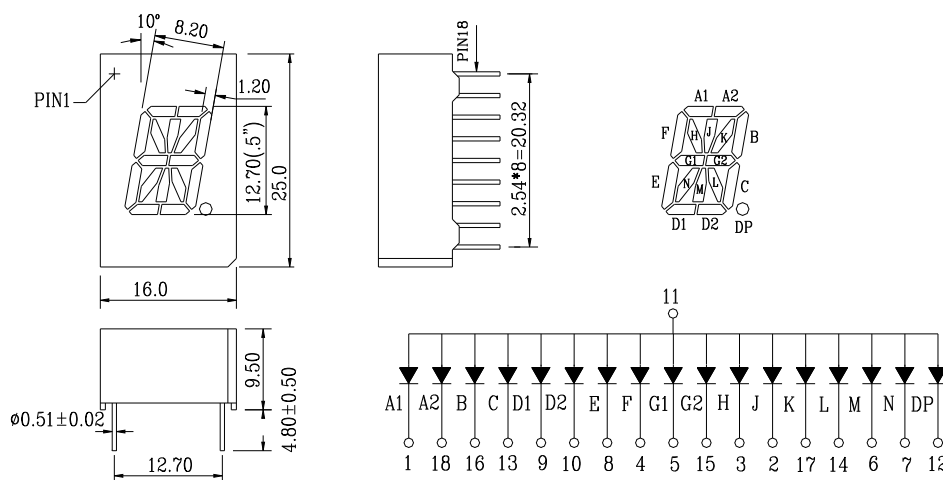 10°
8.20
PIN1
1.20
12.70(.5")
25.0
16.0
PIN18
2.54*8=20.32
A1 A2
F H J K B
G1 G2
E N M L C
D1 D2 DP
9.50
4.80±0.50
ø0.51±0.02
12.70
11
A1 A2 B C D1 D2 E F G1 G2 H J K L M N DP
1 18 16 13 9 10 8 4 5 15 3 2 17 14 6 7 12